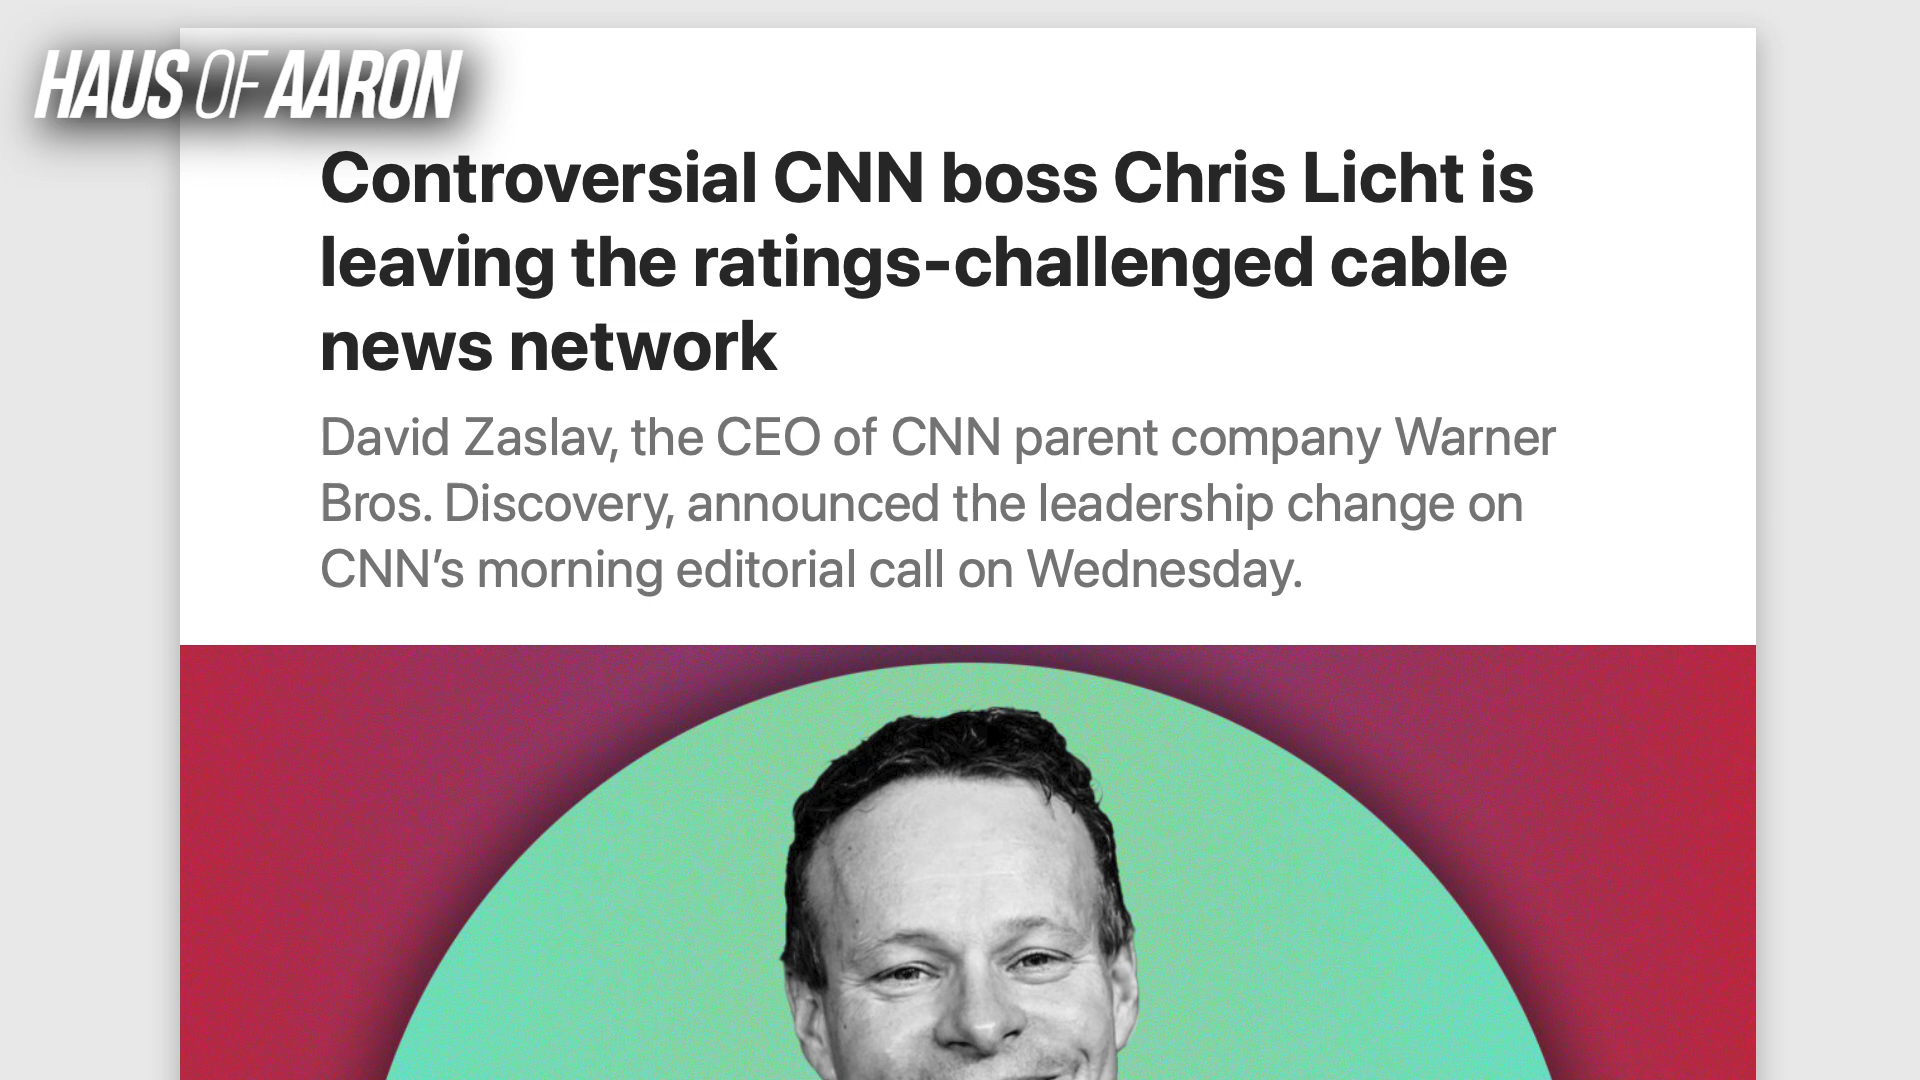 HAUS OF AARON
Controversial CNN boss Chris Licht is
leaving the ratings-challenged cable
news network
David Zaslav, the CEO of CNN parent company Warner
Bros. Discovery, announced the leadership change on
CNN’s morning editorial call on Wednesday.